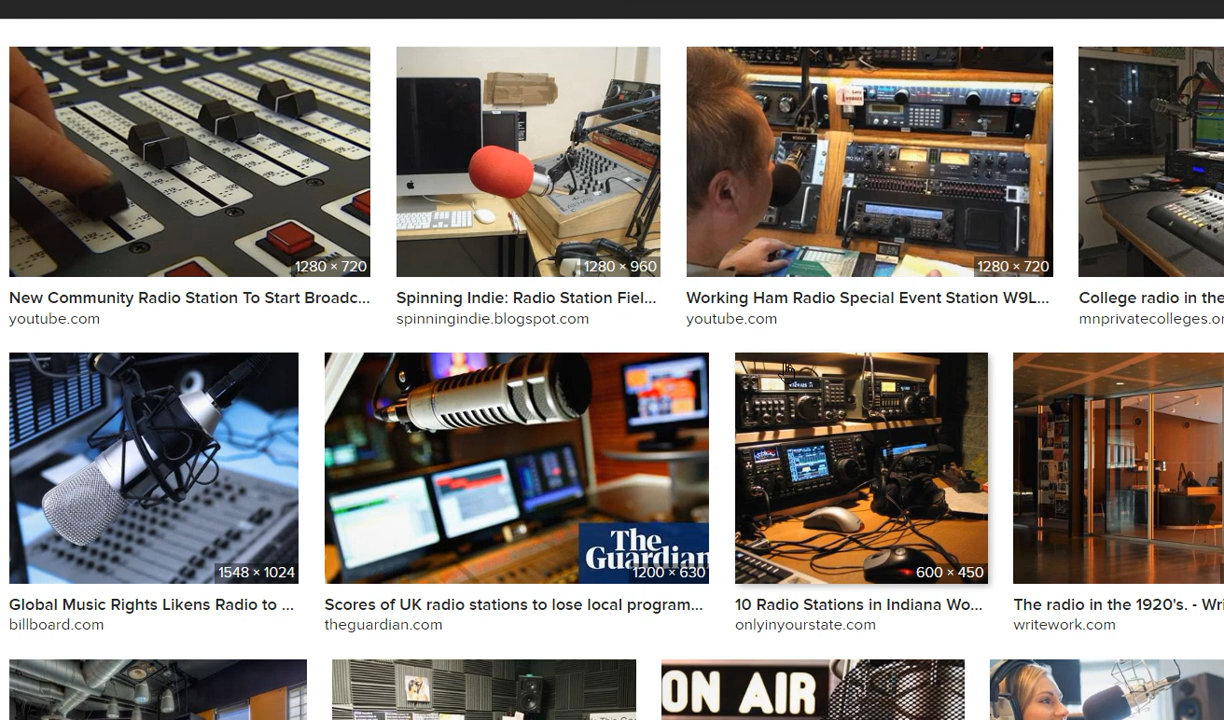 1280 × 720
1280 × 960
1280 × 720
New Community Radio Station To Start Broadc...
Spinning Indie: Radio Station Fiel...
Working Ham Radio Special Event Station W9L...
College radio in the
youtube.com
spinningindie.blogspot.com
youtube.com
mnprivatecolleges.or
The
Guardian
1548 × 1024
1200 × 630
600 × 450
Global Music Rights Likens Radio to ...
Scores of UK radio stations to lose local program...
10 Radio Stations in Indiana Wo...
The radio in the 1920's. - Wri
billboard.com
theguardian.com
onlyinyourstate.com
writework.com
ON AIR